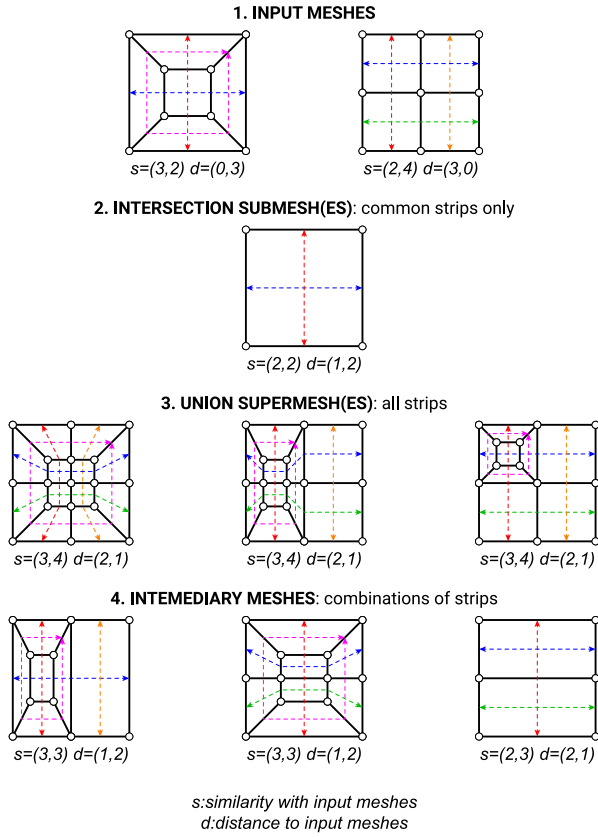 1. INPUT MESHES
s=(3,2) d=(0,3)
s=(2,4) d=(3,0)
2. INTERSECTION SUBMESH(ES): common strips only
s=(2,2) d=(1,2)
3. UNION SUPERMESH(ES): all strips
s=(3,4) d=(2,1)
s=(3,4) d=(2,1)
s=(3,4) d=(2,1)
4. INTEMEDIARY MESHES: combinations of strips
s=(3,3) d=(1,2)
s=(3,3) d=(1,2)
s=(2,3) d=(2,1)
s:similarity with input meshes
d:distance to input meshes